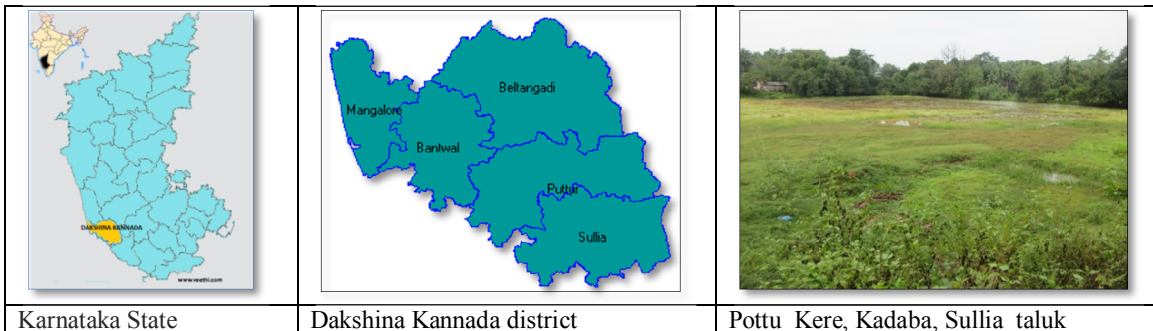 DAKSHINA KANNADA
www.veethi.com
Mangalore
Beltangadi
Bantwal
Puttur
Sullia
Karnataka State
Dakshina Kannada district
Pottu Kere, Kadaba, Sullia taluk